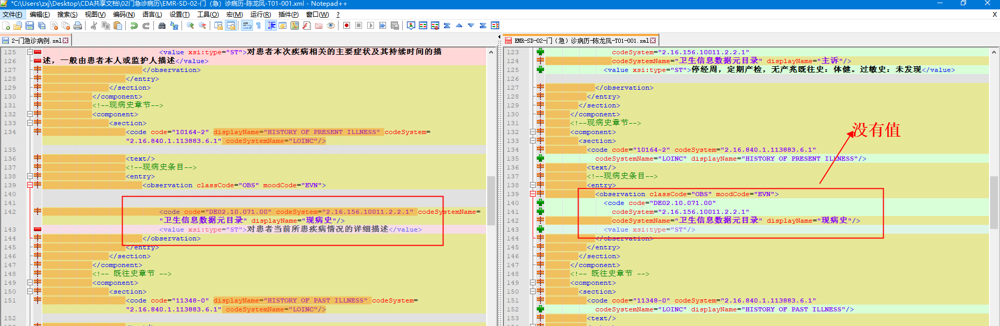 *C:\Users\zxj\Desktop\CDA共享文档\02门急诊病历\EMR-SD-02-门（急）诊病历-陈龙凤-T01-001.xml - Notepad++
文件(F) 编辑(E) 搜索(S) 视图(V) 编码(N) 语言(L) 设置(T) 工具(O) 宏(M) 运行(R) 插件(P) 窗口(W) ? X
2-门急诊病例.xml
125 <value xsi:type="ST">对患者本次疾病相关的主要症状及其持续时间的描
126 述，一般由患者本人或监护人描述</value>
127 </observation>
128 </entry>
129 </section>
130 </component>
131 <!--现病史章节-->
132 <component>
133 <section>
134 <code code="10164-2" displayName="HISTORY OF PRESENT ILLNESS" codeSystem=
"2.16.840.1.113883.6.1" codeSystemName="LOINC"/>
135
136 <text/>
137 <!--现病史条目-->
138 <entry>
139 <observation classCode="OBS" moodCode="EVN">
140
141
142 <code code="DE02.10.071.00" codeSystem="2.16.156.10011.2.2.1" codeSystemName=
"卫生信息数据元目录" displayName="现病史"/>
143 <value xsi:type="ST">对患者当前所患疾病情况的详细描述</value>
144 </observation>
145 </entry>
146 </section>
147 </component>
148 <!-- 既往史章节 -->
149 <component>
150 <section>
151 <code code="11348-0" displayName="HISTORY OF PAST ILLNESS" codeSystem=
"2.16.840.1.113883.6.1" codeSystemName="LOINC"/>
152
EMR-SD-02-门（急）诊病历-陈龙凤-T01-001.xml
123 codeSystem="2.16.156.10011.2.2.1"
124 codeSystemName="卫生信息数据元目录" displayName="主诉"/>
125 <value xsi:type="ST">停经周，定期产检，无产兆既往史：体健。过敏史：未发现</value>
126
127 </observation>
128 </entry>
129 </section>
130 </component>
131 <!--现病史章节-->
132 <component>
133 <section>
134 <code code="10164-2" codeSystem="2.16.840.1.113883.6.1"
135 codeSystemName="LOINC" displayName="HISTORY OF PRESENT ILLNESS"/>
136 <text/>
137 <!--现病史条目-->
138 <entry>
139 <observation classCode="OBS" moodCode="EVN">
140 <code code="DE02.10.071.00"
141 codeSystem="2.16.156.10011.2.2.1"
142 codeSystemName="卫生信息数据元目录" displayName="现病史"/>
143 <value xsi:type="ST"/>
144 </observation>
145 </entry>
146 </section>
147 </component>
148 <!-- 既往史章节 -->
149 <component>
150 <section>
151 <code code="11348-0" codeSystem="2.16.840.1.113883.6.1"
152 codeSystemName="LOINC" displayName="HISTORY OF PAST ILLNESS"/>
153 <text/>
没有值